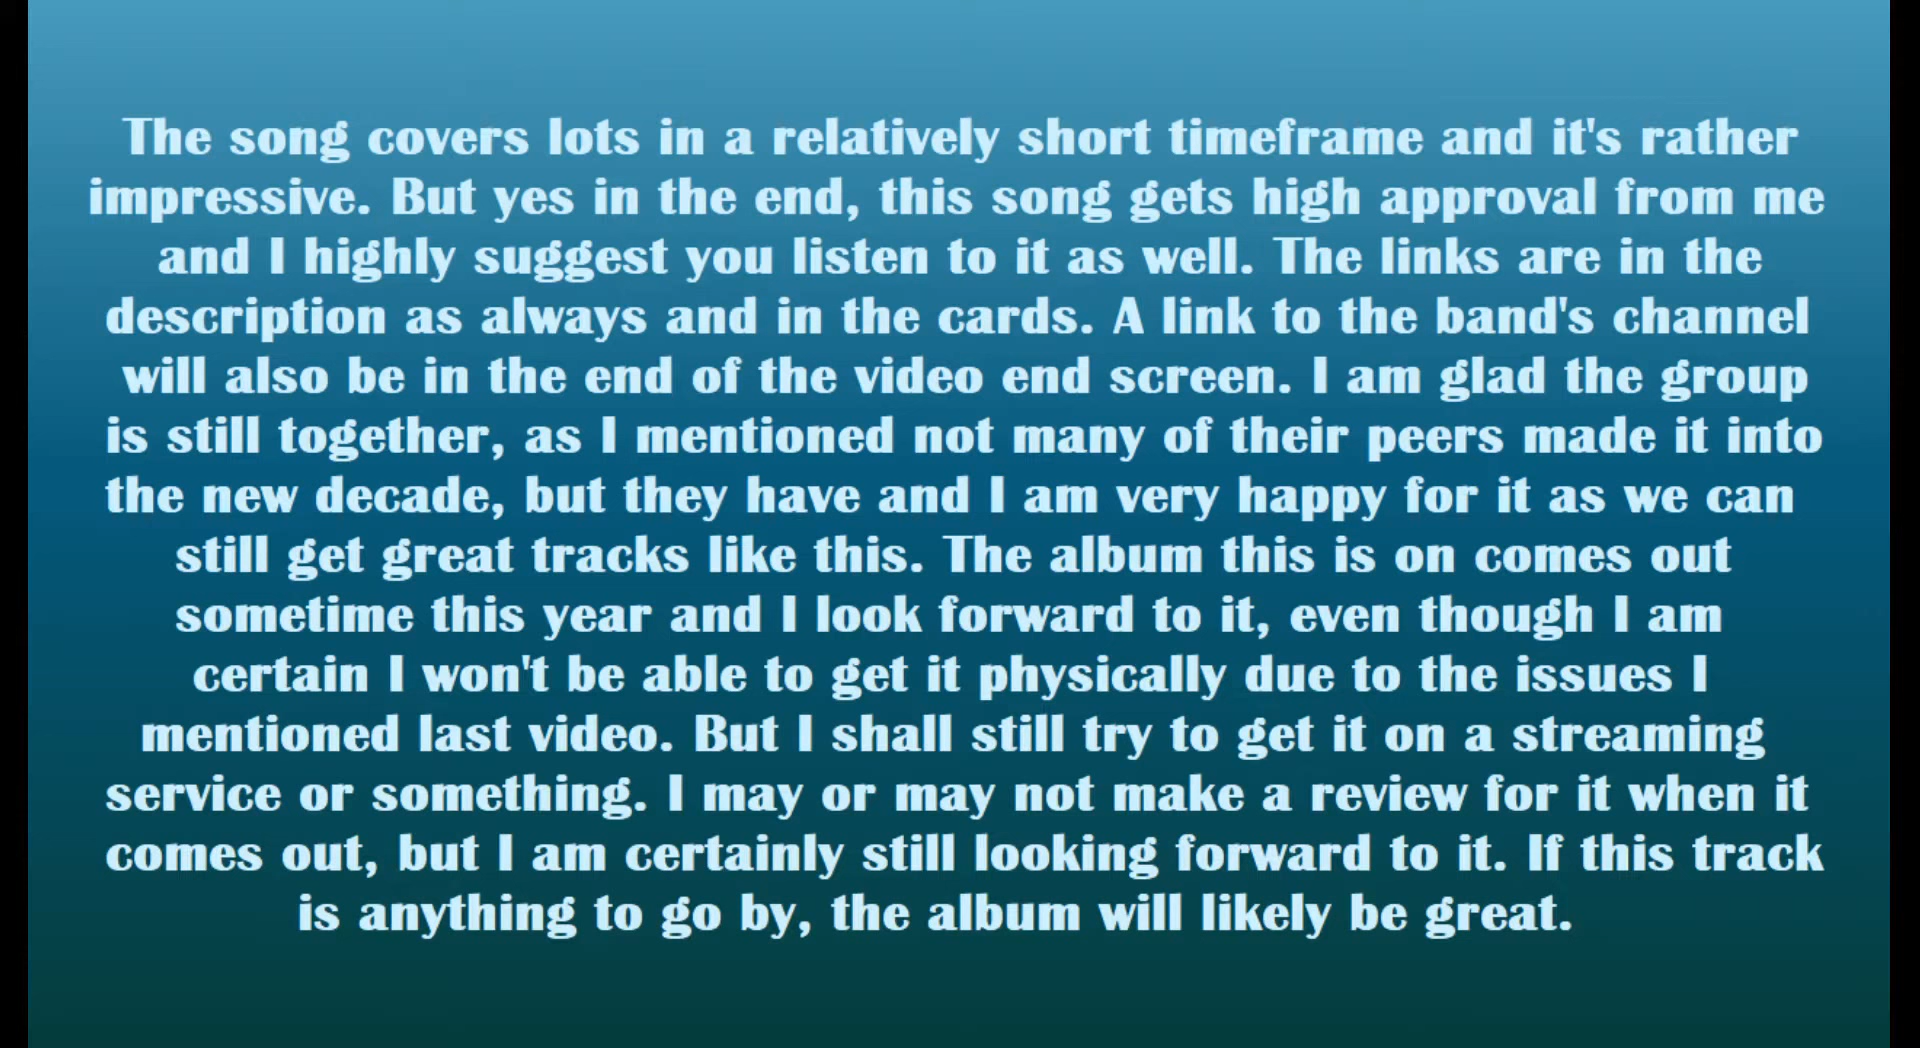 The song covers lots in a relatively short timeframe and it's rather
impressive. But yes in the end, this song gets high approval from me
and I highly suggest you listen to it as well. The links are in the
description as always and in the cards. A link to the band's channel
will also be in the end of the video end screen. I am glad the group
is still together, as I mentioned not many of their peers made it into
the new decade, but they have and I am very happy for it as we can
still get great tracks like this. The album this is on comes out
sometime this year and I look forward to it, even though I am
certain I won't be able to get it physically due to the issues I
mentioned last video. But I shall still try to get it on a streaming
service or something. I may or may not make a review for it when it
comes out, but I am certainly still looking forward to it. If this track
is anything to go by, the album will likely be great.